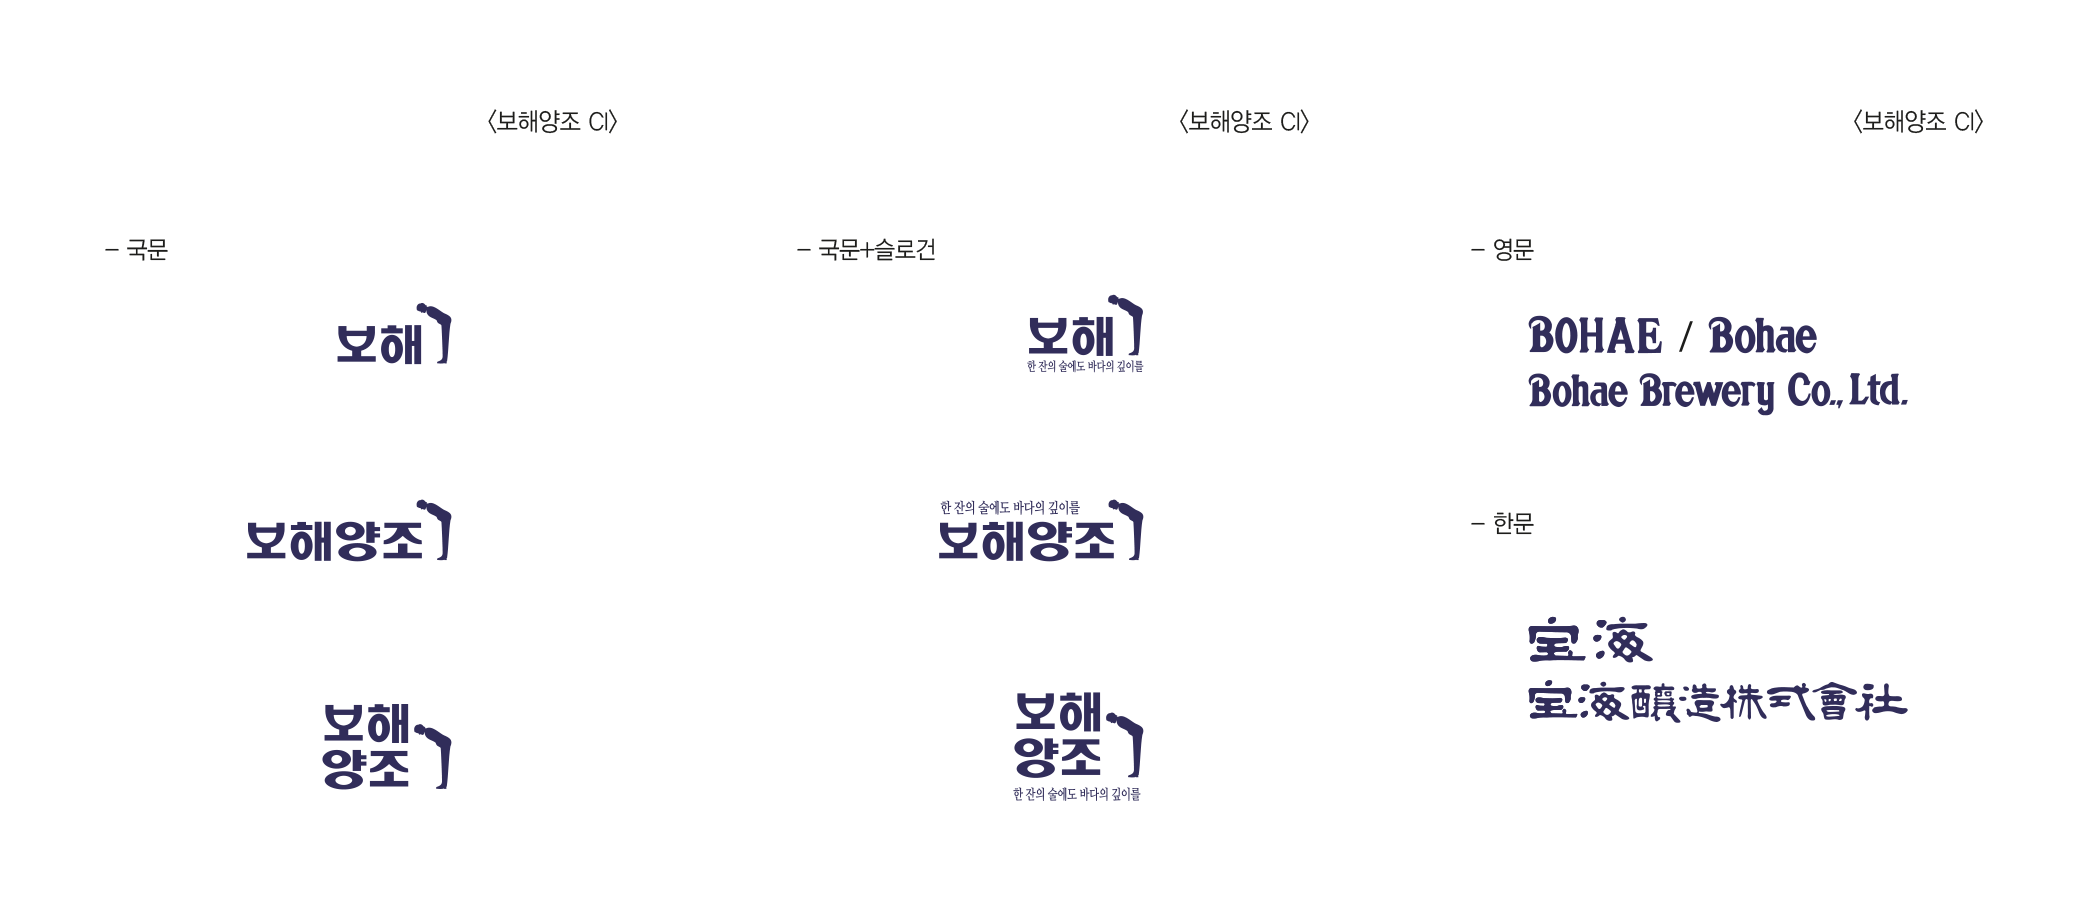 〈보해양조 CI〉
- 국문
보해
보해양조
보해
양조
〈보해양조 CI〉
- 국문+슬로건
보해
한 잔의 술에도 바다의 깊이를
한 잔의 술에도 바다의 깊이를
보해양조
보해
양조
한 잔의 술에도 바다의 깊이를
〈보해양조 CI〉
- 영문
BOHAE / Bohae
Bohae Brewery Co., Ltd.
- 한문
宝海
宝海釀造株式會社